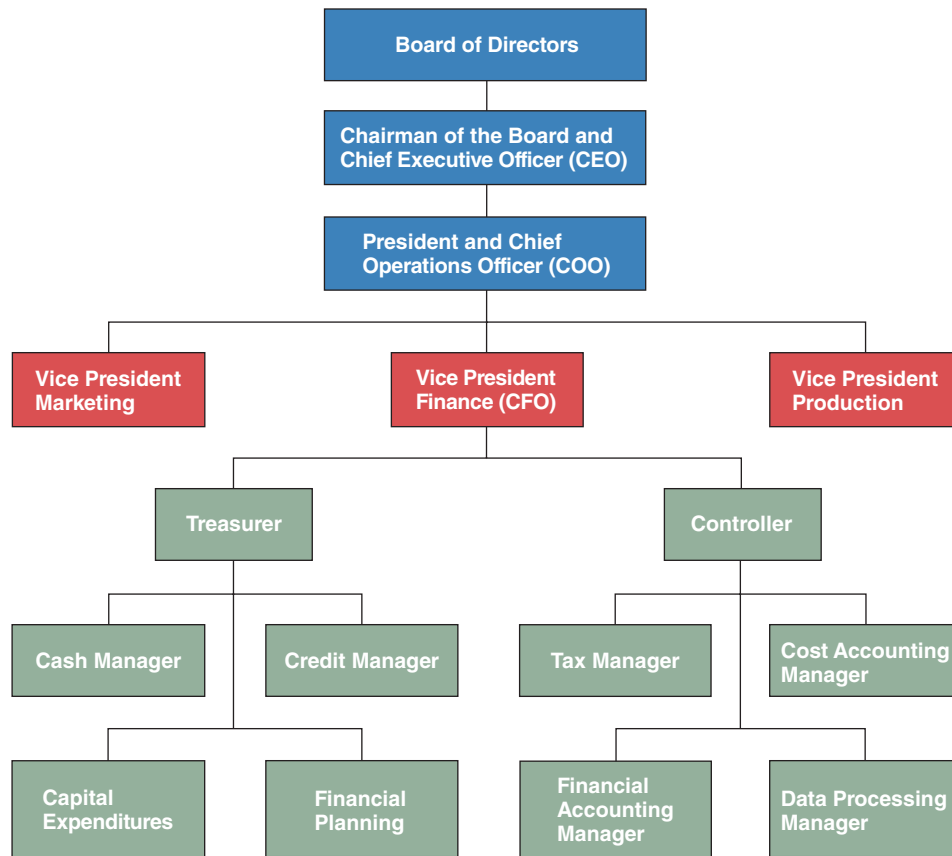 Board of Directors
Chairman of the Board and
Chief Executive Officer (CEO)
President and Chief
Operations Officer (COO)
Vice President
Marketing
Vice President
Finance (CFO)
Vice President
Production
Treasurer
Controller
Cash Manager
Credit Manager
Tax Manager
Cost Accounting
Manager
Capital
Expenditures
Financial
Planning
Financial
Accounting
Manager
Data Processing
Manager